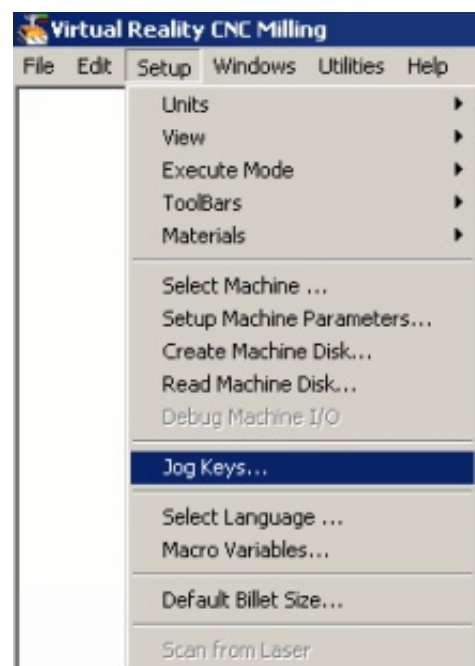 Virtual Reality CNC Milling
File Edit Setup Windows Utilities Help
Units
View
Execute Mode
ToolBars
Materials
Select Machine ...
Setup Machine Parameters...
Create Machine Disk...
Read Machine Disk...
Debug Machine I/O
Jog Keys...
Select Language ...
Macro Variables...
Default Billet Size...
Scan from Laser